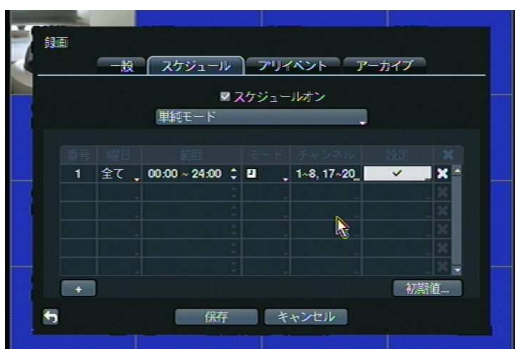 録画
一般 スケジュール プリイベント アーカイブ
スケジュールオン
単純モード
番号 曜日 範囲 モード チャンネル 設定
1 全て 00:00 ~ 24:00 1~8, 17~20
+ 初期値...
保存 キャンセル